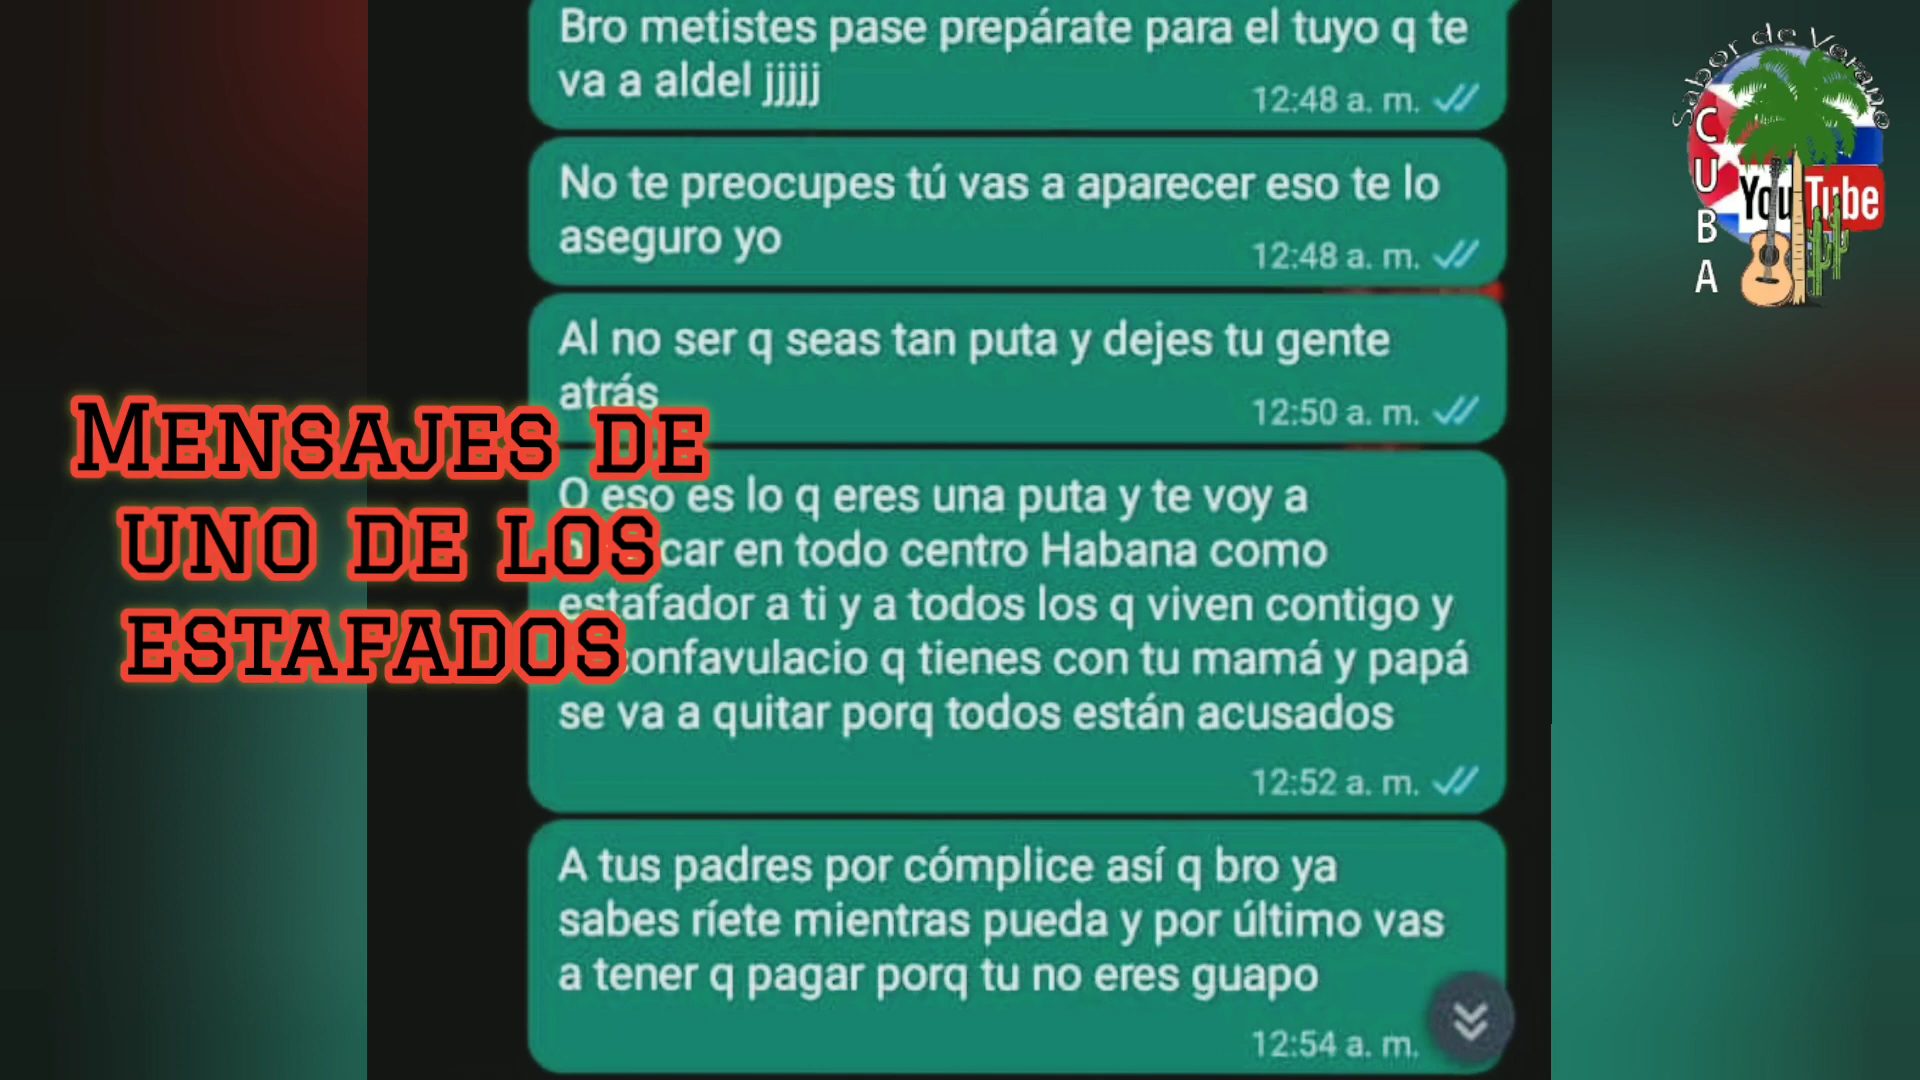 Bro metistes pase prepárate para el tuyo q te
va a aldel jjjjj
12:48 a. m.
No te preocupes tú vas a aparecer eso te lo
aseguro yo
12:48 a. m.
Al no ser q seas tan puta y dejes tu gente
atrás
12:50 a. m.
O eso es lo q eres una puta y te voy a
car en todo centro Habana como
estafador a ti y a todos los q viven contigo y
confavulacio q tienes con tu mamá y papá
se va a quitar porq todos están acusados
12:52 a. m.
A tus padres por cómplice así q bro ya
sabes ríete mientras pueda y por último vas
a tener q pagar porq tu no eres guapo
12:54 a. m.
MENSAJES DE
UNO DE LOS
ESTAFADOS
Sabor de Verano
CUBA
YouTube